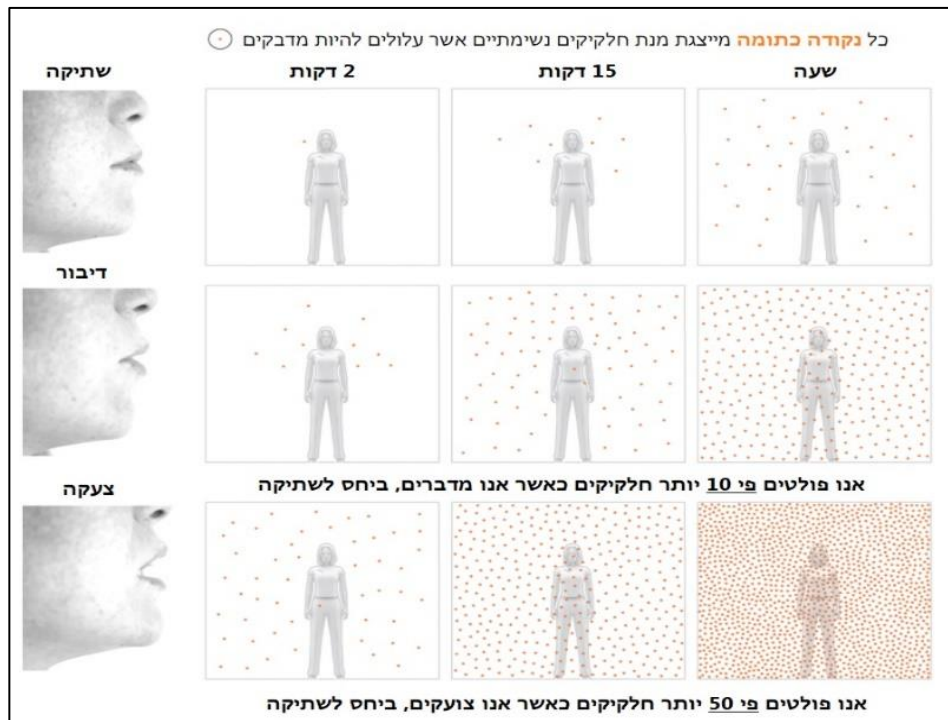 כל נקודה כתומה מייצגת מנת חלקיקים נשימתיים אשר עלולים להיות מדבקים
שתיקה
2 דקות
15 דקות
שעה
דיבור
אנו פולטים פי 10 יותר חלקיקים כאשר אנו מדברים, ביחס לשתיקה
צעקה
אנו פולטים פי 50 יותר חלקיקים כאשר אנו צועקים, ביחס לשתיקה